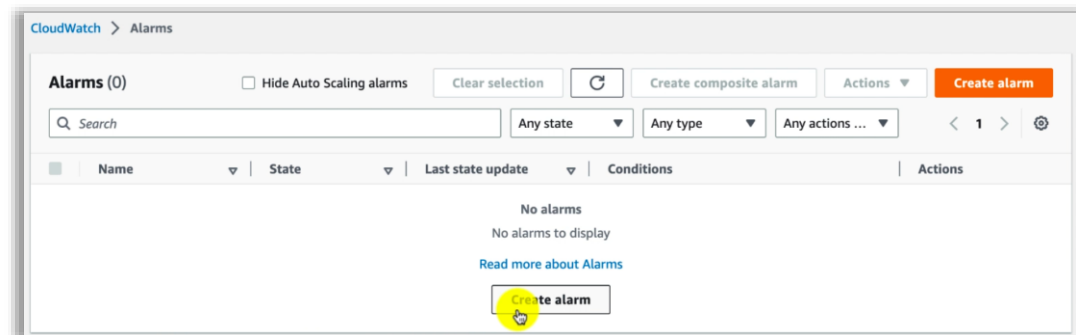 CloudWatch > Alarms
Alarms (0) Hide Auto Scaling alarms Clear selection Create composite alarm Actions Create alarm
Search Any state Any type Any actions ... < 1 >
Name State Last state update Conditions Actions
No alarms
No alarms to display
Read more about Alarms
Create alarm